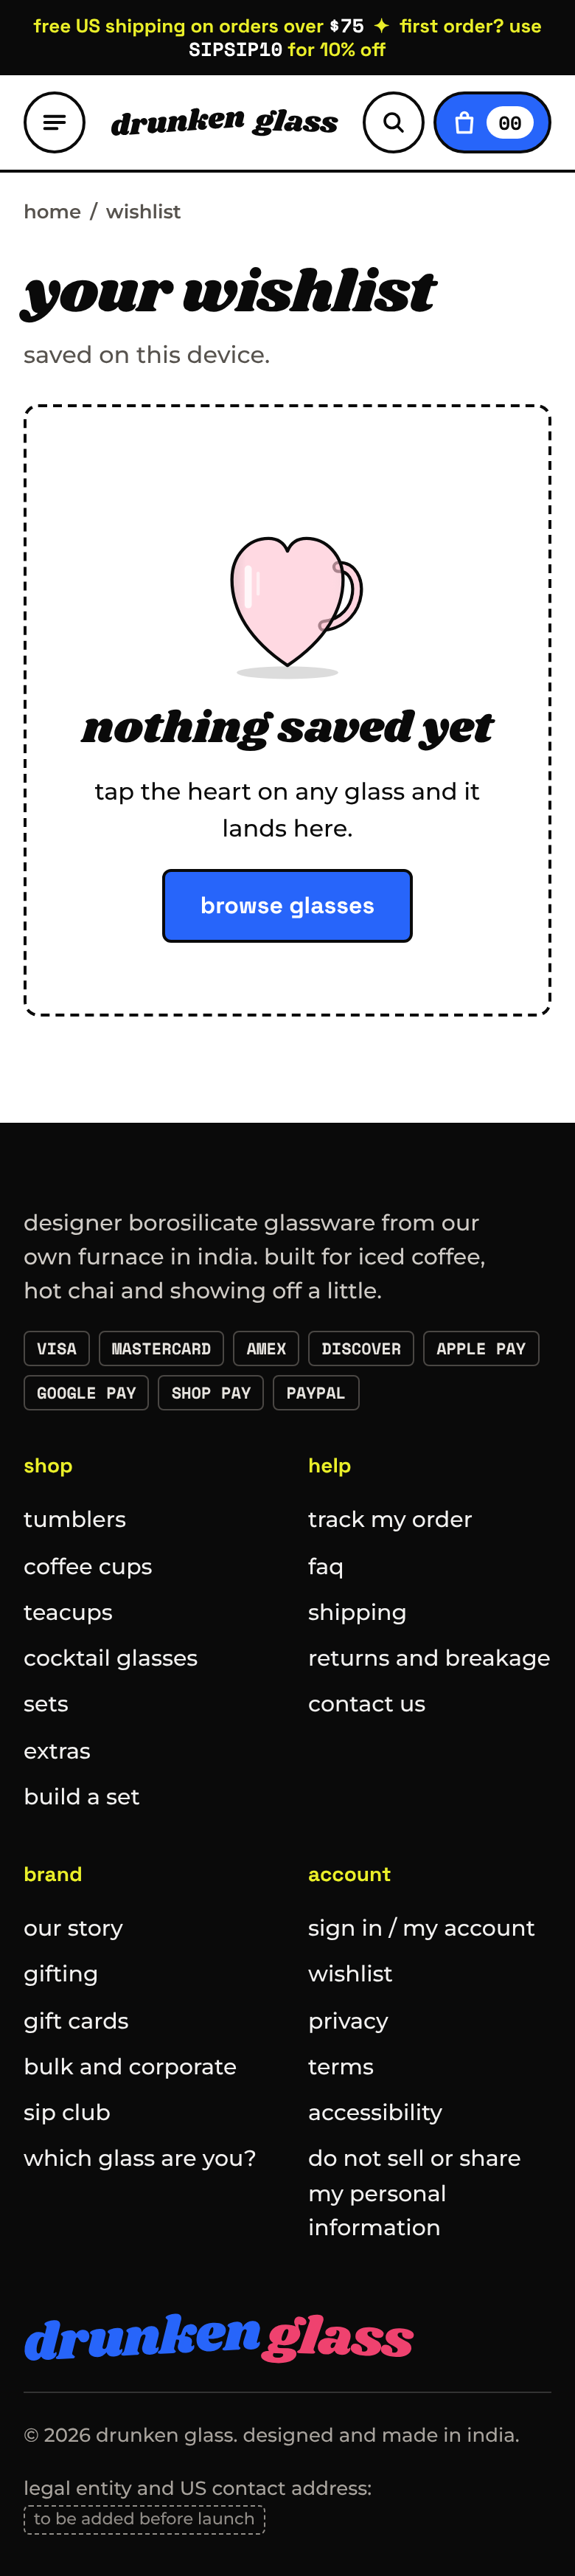 free US shipping on orders over $75 ✦ first order? use
SIPSIP10 for 10% off
drunken glass
00
home / wishlist
your wishlist
saved on this device.
nothing saved yet
tap the heart on any glass and it
lands here.
browse glasses
designer borosilicate glassware from our
own furnace in india. built for iced coffee,
hot chai and showing off a little.
VISA MASTERCARD AMEX DISCOVER APPLE PAY
GOOGLE PAY SHOP PAY PAYPAL
shop
tumblers
coffee cups
teacups
cocktail glasses
sets
extras
build a set
help
track my order
faq
shipping
returns and breakage
contact us
brand
our story
gifting
gift cards
bulk and corporate
sip club
which glass are you?
account
sign in / my account
wishlist
privacy
terms
accessibility
do not sell or share
my personal
information
drunken glass
© 2026 drunken glass. designed and made in india.
legal entity and US contact address:
to be added before launch